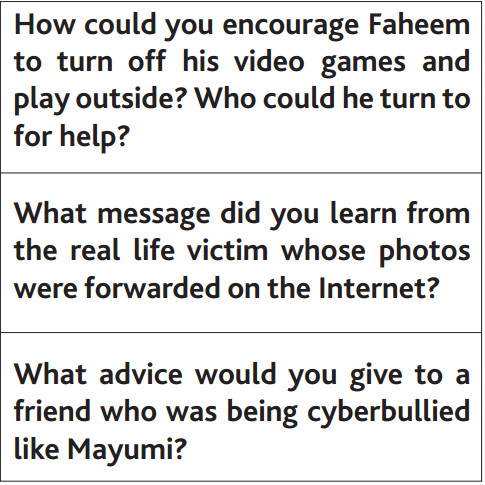 How could you encourage Faheem
to turn off his video games and
play outside? Who could he turn to
for help?
What message did you learn from
the real life victim whose photos
were forwarded on the Internet?
What advice would you give to a
friend who was being cyberbullied
like Mayumi?